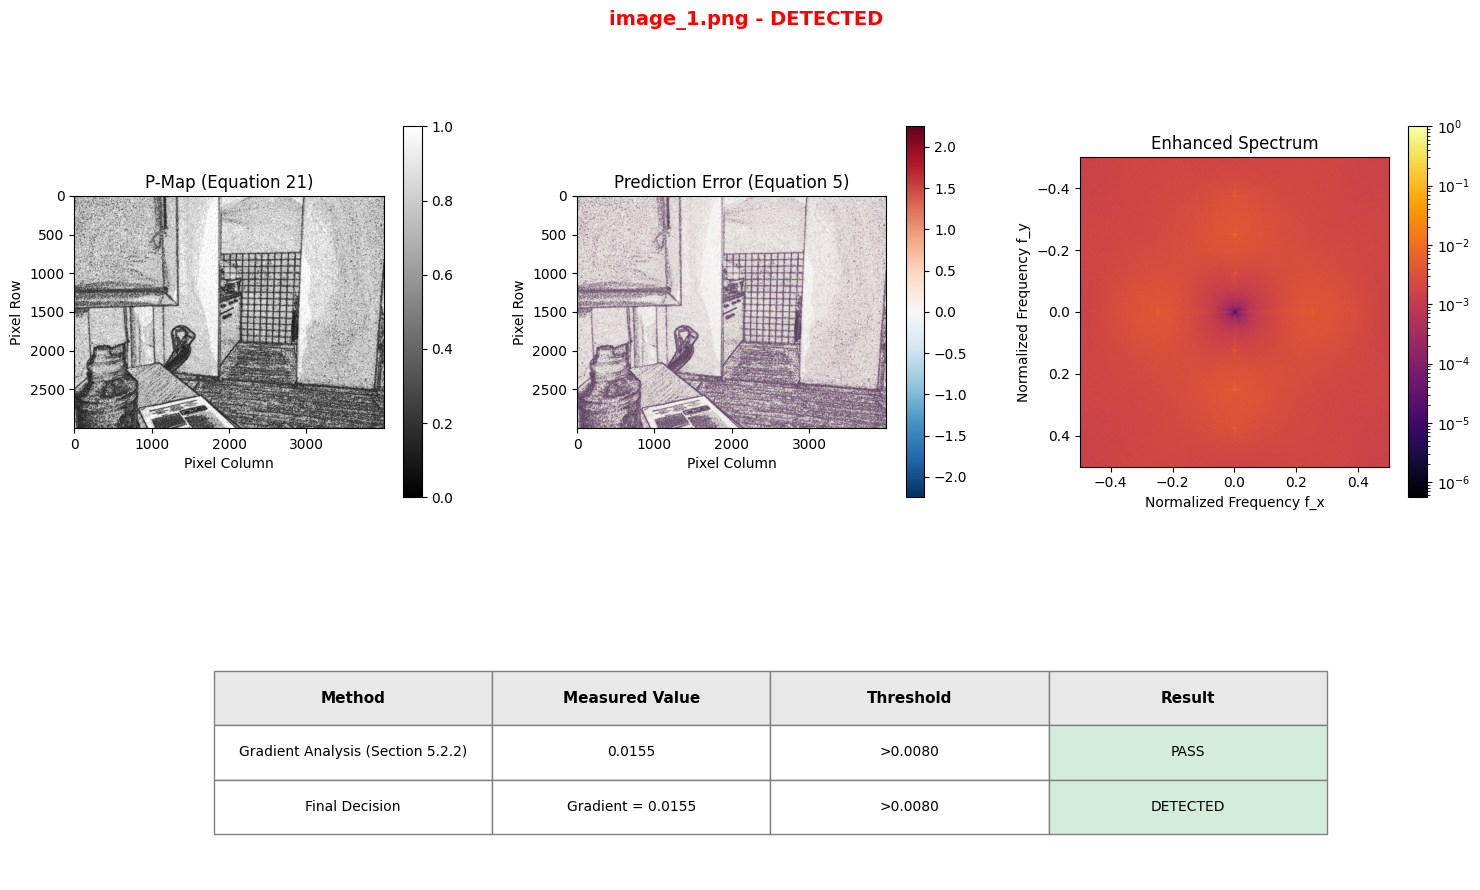 image_1.png - DETECTED
P-Map (Equation 21)
Pixel Row
0
500
1000
1500
2000
2500
0 1000 2000 3000
Pixel Column
1.0
0.8
0.6
0.4
0.2
0.0
Prediction Error (Equation 5)
Pixel Row
0
500
1000
1500
2000
2500
0 1000 2000 3000
Pixel Column
2.0
1.5
1.0
0.5
0.0
−0.5
−1.0
−1.5
−2.0
Enhanced Spectrum
Normalized Frequency f_y
−0.4
−0.2
0.0
0.2
0.4
−0.4 −0.2 0.0 0.2 0.4
Normalized Frequency f_x
10⁰
10⁻¹
10⁻²
10⁻³
10⁻⁴
10⁻⁵
10⁻⁶
Method Measured Value Threshold Result
Gradient Analysis (Section 5.2.2) 0.0155 >0.0080 PASS
Final Decision Gradient = 0.0155 >0.0080 DETECTED